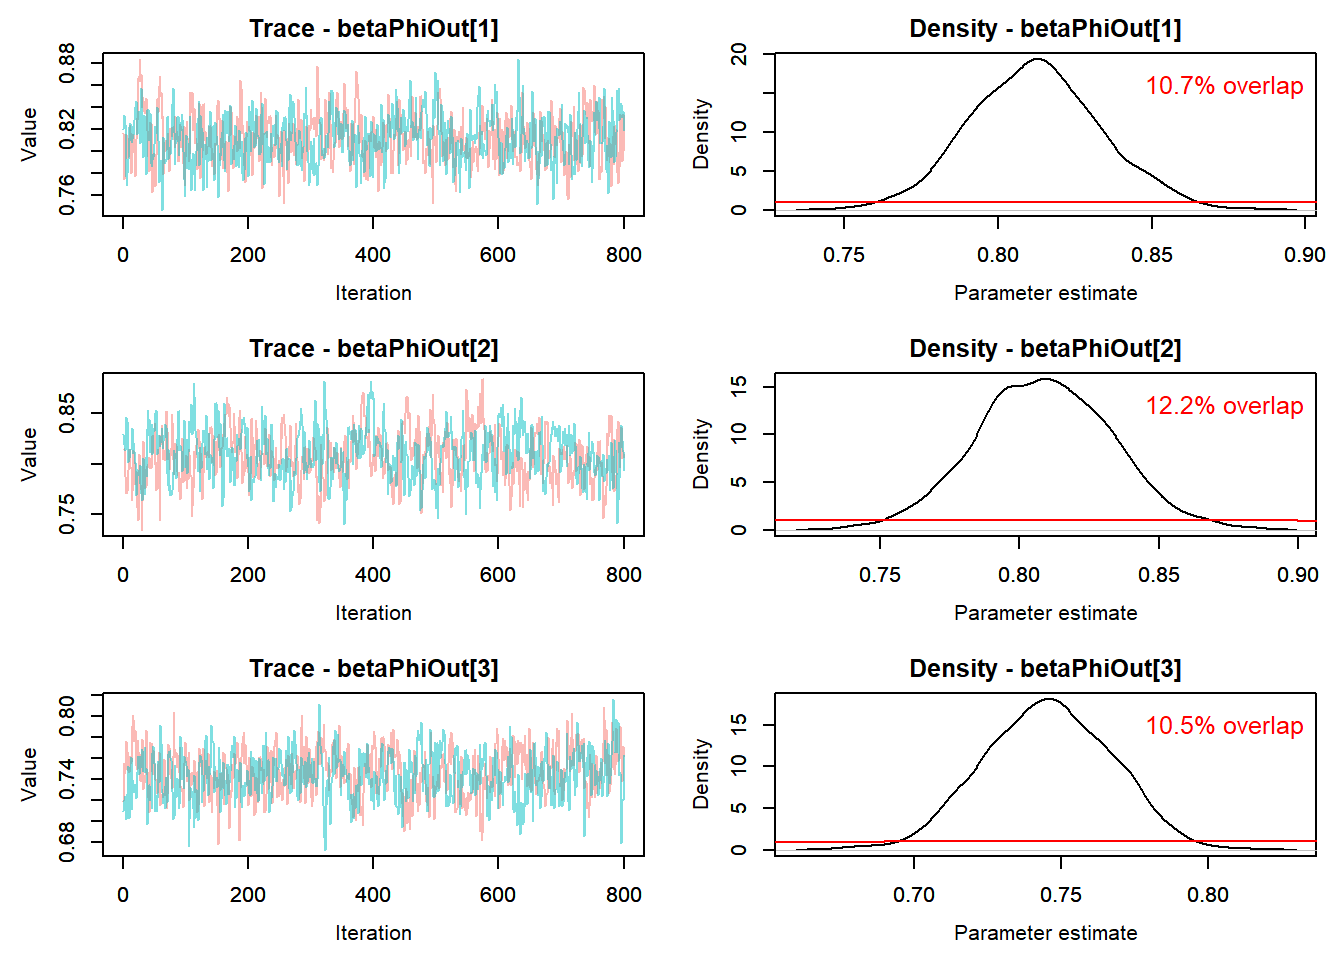 Trace - betaPhiOut[1]
Value
0.76 0.82 0.88
0 200 400 600 800
Iteration
Density - betaPhiOut[1]
10.7% overlap
Density
0 5 10 20
0.75 0.80 0.85 0.90
Parameter estimate
Trace - betaPhiOut[2]
Value
0.75 0.85
0 200 400 600 800
Iteration
Density - betaPhiOut[2]
12.2% overlap
Density
0 5 10 15
0.75 0.80 0.85 0.90
Parameter estimate
Trace - betaPhiOut[3]
Value
0.68 0.74 0.80
0 200 400 600 800
Iteration
Density - betaPhiOut[3]
10.5% overlap
Density
0 5 10 15
0.70 0.75 0.80
Parameter estimate